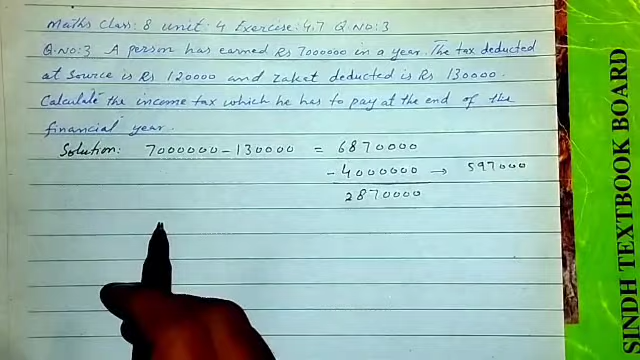 Maths Class: 8 unit: 4 Exercise: 4.7 Q.No: 3
Q.No: 3 A person has earned Rs 7000000 in a year. The tax deducted
at source is Rs 120000 and zaket deducted is Rs 130000.
Calculate the income tax which he has to pay at the end of the
financial year.
Solution: 7000000 - 130000 = 6870000
- 4000000 → 597000
2870000
SINDH TEXTBOOK BOARD